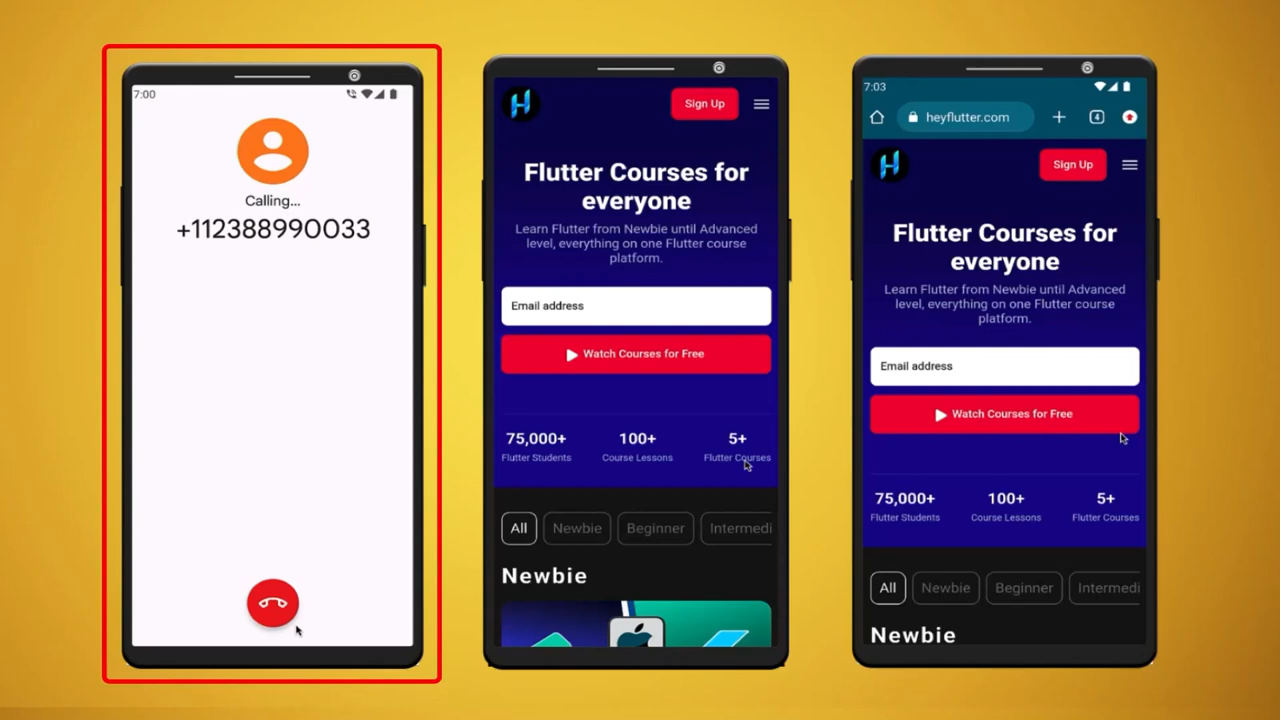 7:00
Calling...
+112388990033
H
Sign Up
Flutter Courses for
everyone
Learn Flutter from Newbie until Advanced
level, everything on one Flutter course
platform.
Email address
Watch Courses for Free
75,000+
Flutter Students
100+
Course Lessons
5+
Flutter Courses
All
Newbie
Beginner
Intermedi
Newbie
7:03
heyflutter.com
4
H
Sign Up
Flutter Courses for
everyone
Learn Flutter from Newbie until Advanced
level, everything on one Flutter course
platform.
Email address
Watch Courses for Free
75,000+
Flutter Students
100+
Course Lessons
5+
Flutter Courses
All
Newbie
Beginner
Intermedi
Newbie